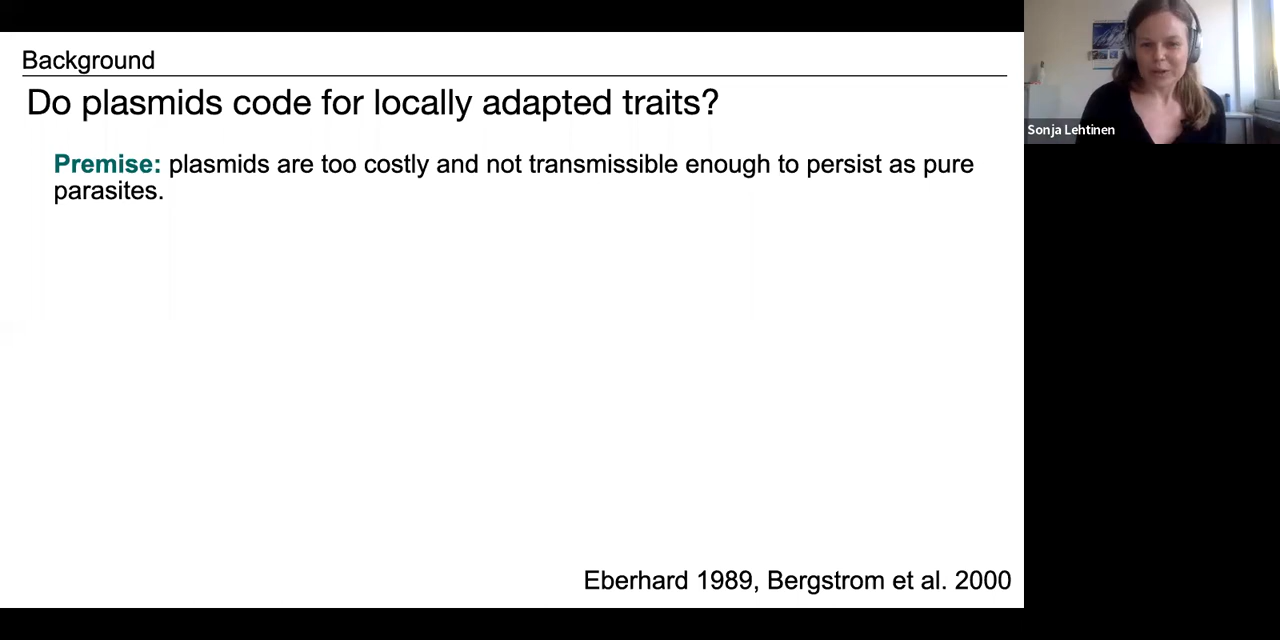 Background
Do plasmids code for locally adapted traits?
Premise: plasmids are too costly and not transmissible enough to persist as pure
parasites.
Eberhard 1989, Bergstrom et al. 2000
Sonja Lehtinen